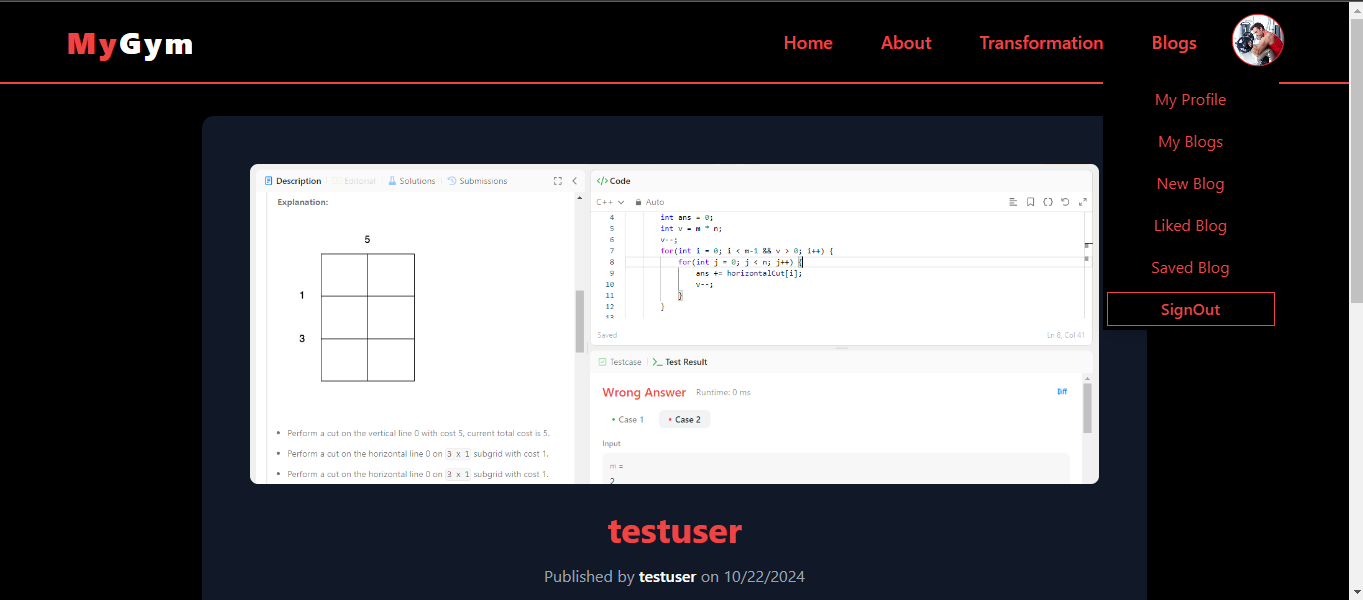 MyGym
Home About Transformation Blogs
My Profile
My Blogs
New Blog
Liked Blog
Saved Blog
SignOut
Description Editorial Solutions Submissions
Explanation:
5
1
3
Perform a cut on the vertical line 0 with cost 5, current total cost is 5.
Perform a cut on the horizontal line 0 on 3 x 1 subgrid with cost 1.
Perform a cut on the horizontal line 0 on 3 x 1 subgrid with cost 1.
</> Code
C++ Auto
4 int ans = 0;
5 int v = m * n;
6 v--;
7 for(int i = 0; i < m-1 && v > 0; i++) {
8 for(int j = 0; j < n; j++) {
9 ans += horizontalCut[i];
10 v--;
11 }
12 }
13
Saved Ln 8, Col 41
Testcase >_ Test Result
Wrong Answer Runtime: 0 ms Diff
Case 1 Case 2
Input
m =
2
testuser
Published by testuser on 10/22/2024